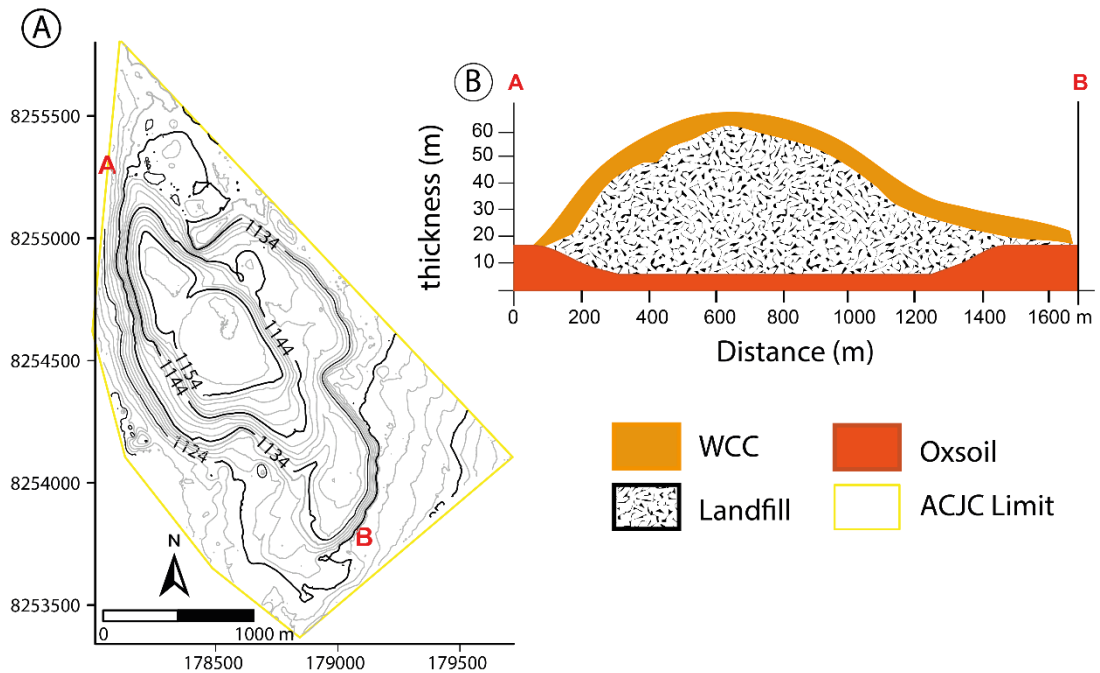 A
8255500
8255000
8254500
8254000
8253500
178500
179000
179500
A
B
1134
1144
1154
1144
1124
1134
N
0
1000 m
B
A
B
thickness (m)
60
50
40
30
20
10
0
200
400
600
800
1000
1200
1400
1600 m
Distance (m)
WCC
Oxsoil
Landfill
ACJC Limit